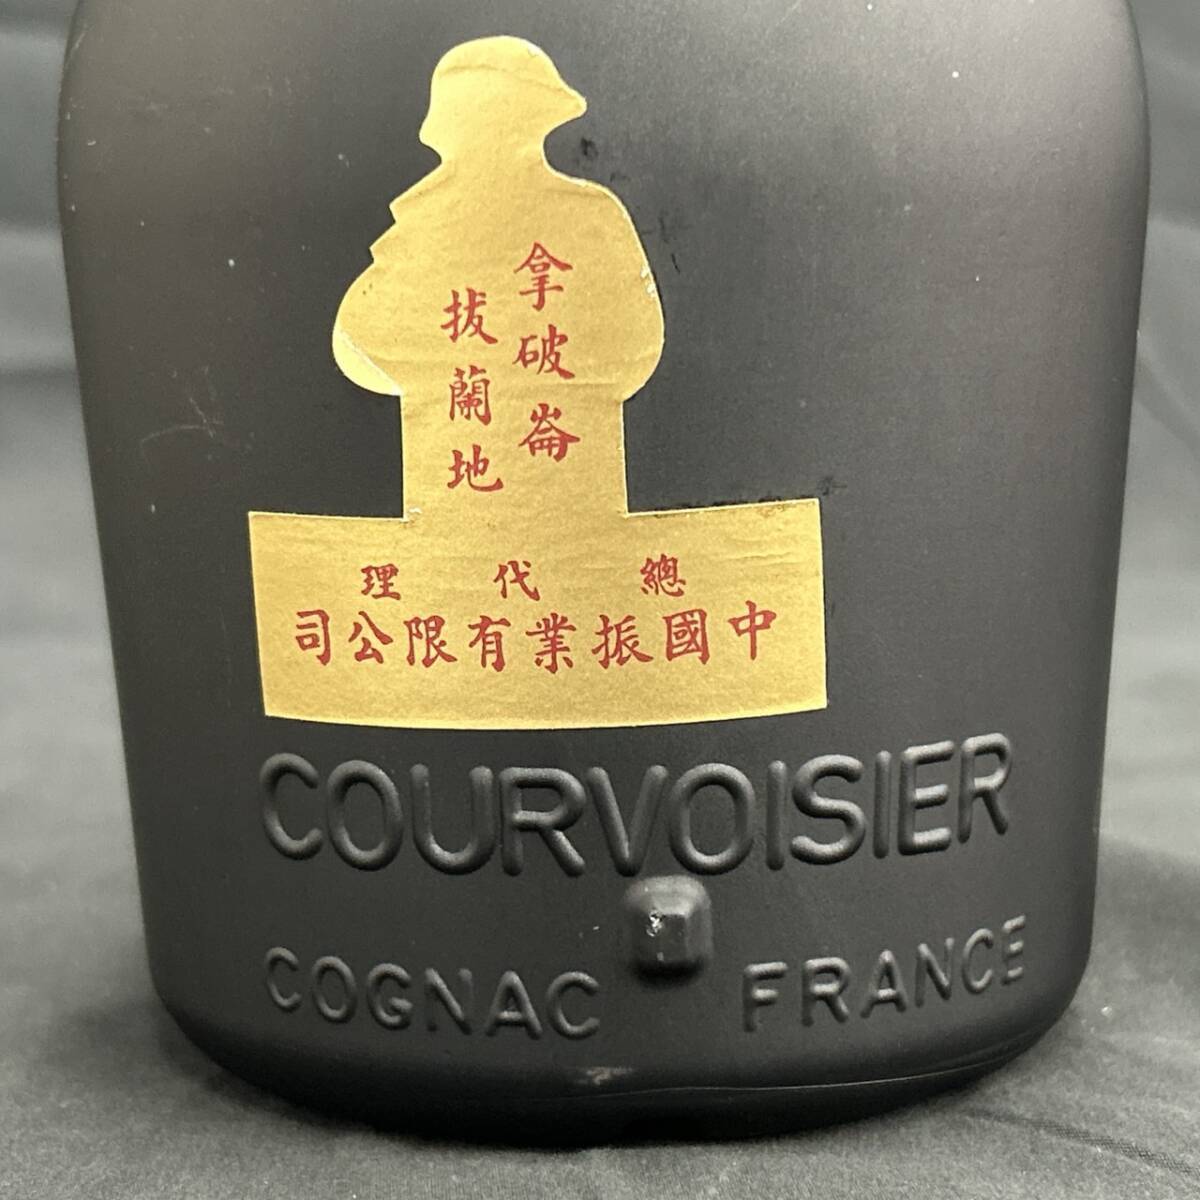 拿破崙
拔蘭地
總代理
中國振業有限公司
COURVOISIER
COGNAC FRANCE